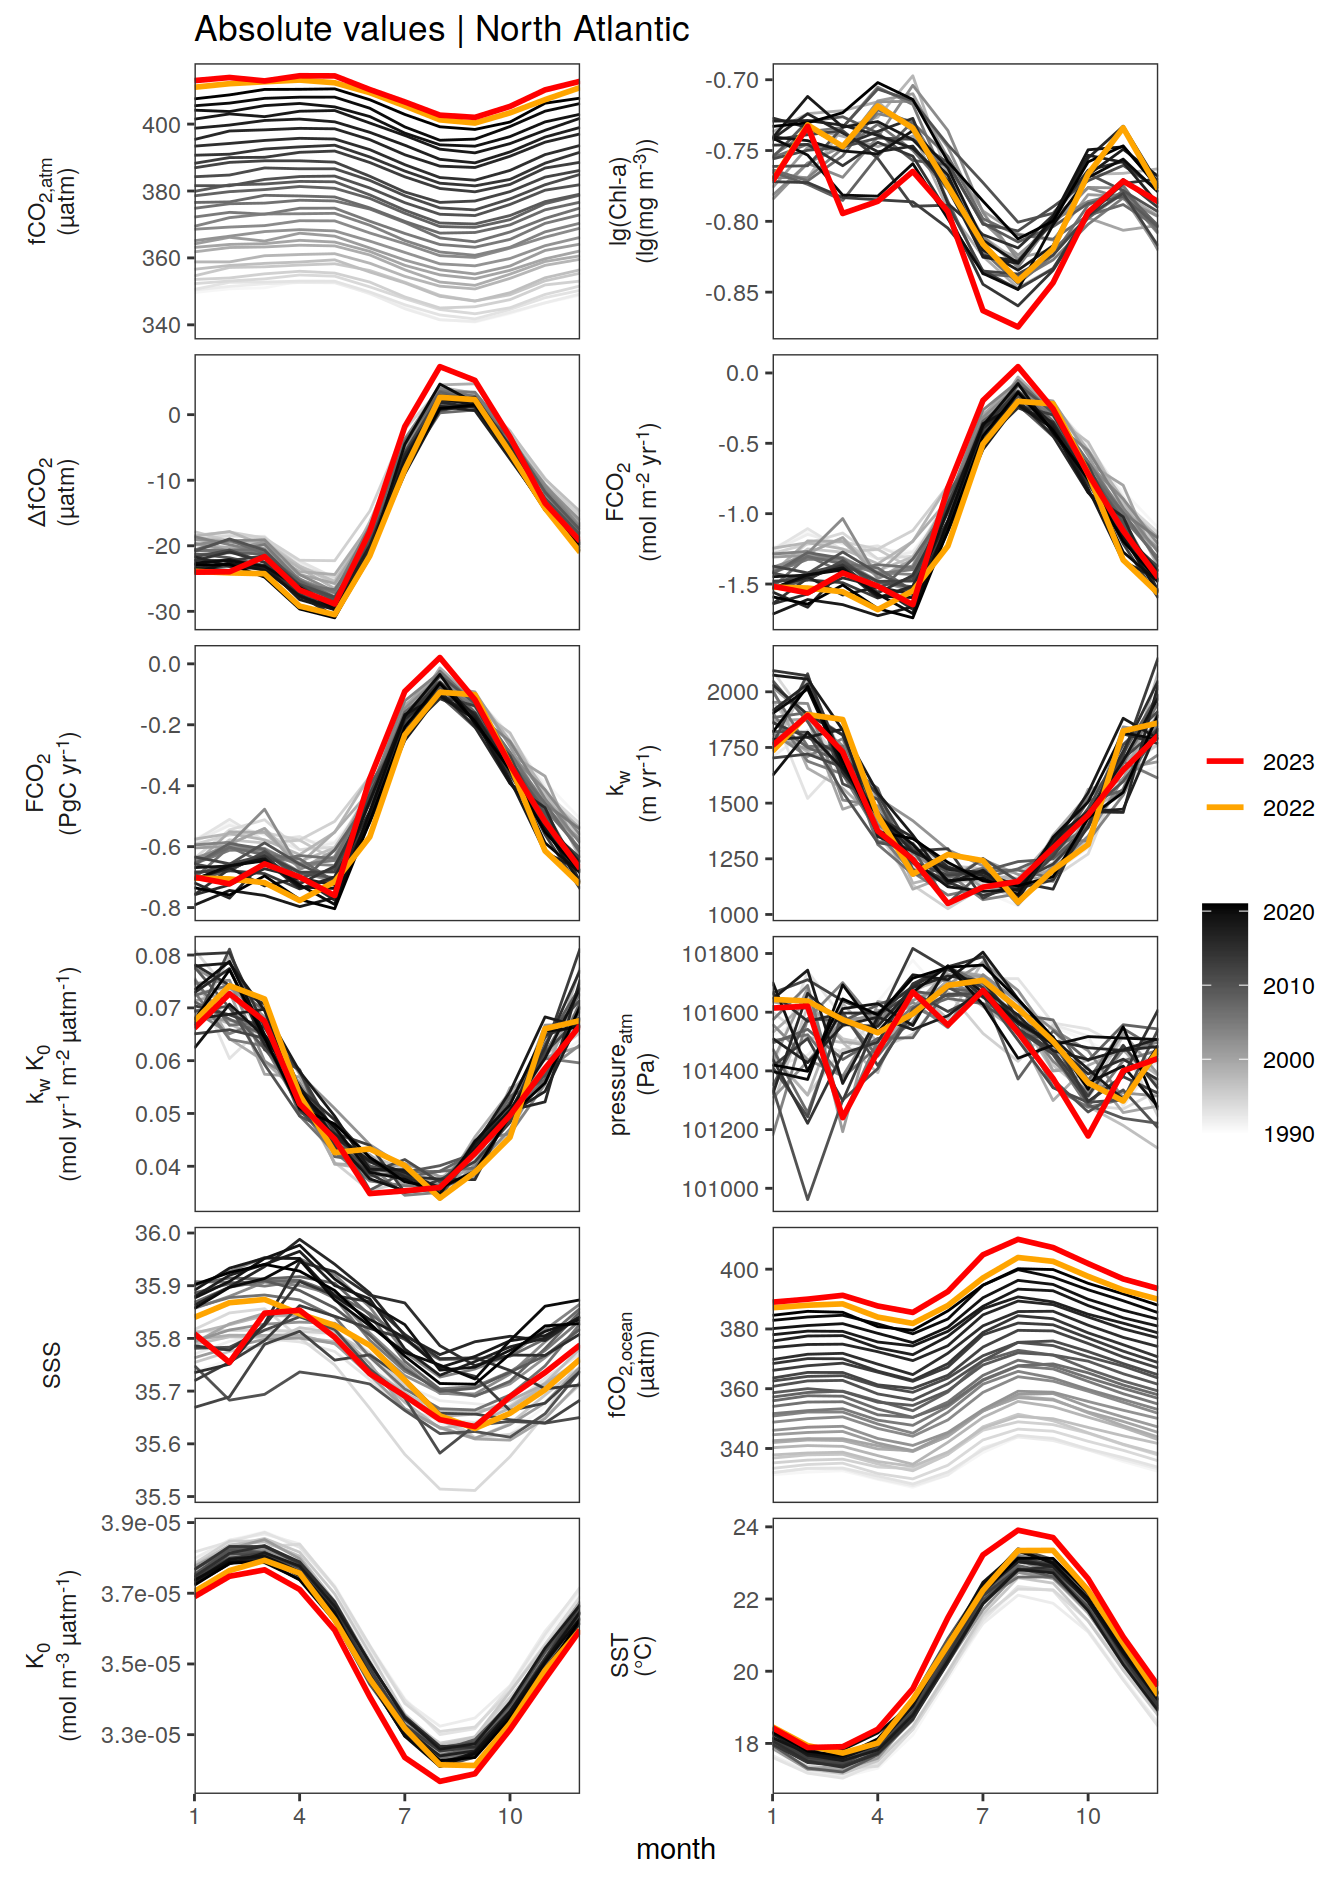 Absolute values | North Atlantic
fCO2,atm
(µatm)
400
380
360
340
lg(Chl-a)
(lg(mg m-3))
-0.70
-0.75
-0.80
-0.85
ΔfCO2
(µatm)
0
-10
-20
-30
FCO2
(mol m-2 yr-1)
0.0
-0.5
-1.0
-1.5
FCO2
(PgC yr-1)
0.0
-0.2
-0.4
-0.6
-0.8
kw
(m yr-1)
2000
1750
1500
1250
1000
kw K0
(mol yr-1 m-2 µatm-1)
0.08
0.07
0.06
0.05
0.04
pressureatm
(Pa)
101800
101600
101400
101200
101000
SSS
36.0
35.9
35.8
35.7
35.6
35.5
fCO2,ocean
(µatm)
400
380
360
340
K0
(mol m-3 µatm-1)
3.9e-05
3.7e-05
3.5e-05
3.3e-05
SST
(°C)
24
22
20
18
1 4 7 10
1 4 7 10
month
2023
2022
2020
2010
2000
1990